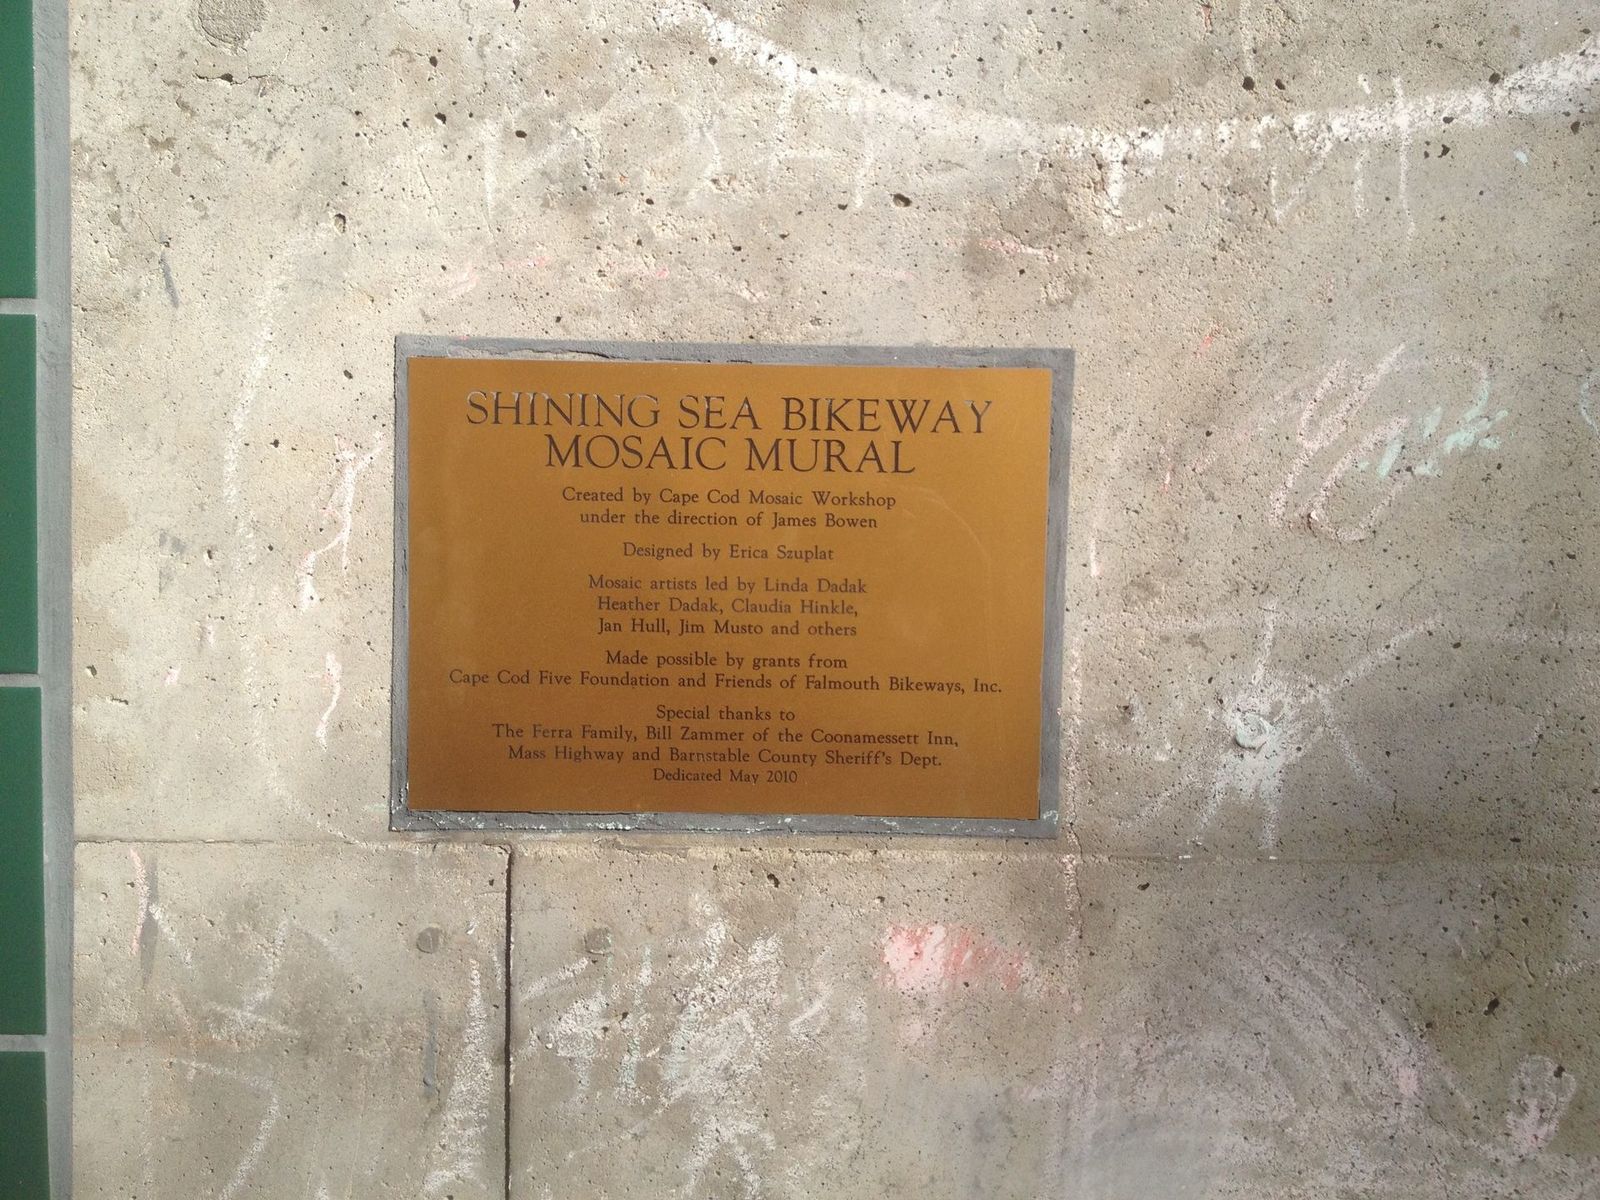 SHINING SEA BIKEWAY
MOSAIC MURAL
Created by Cape Cod Mosaic Workshop
under the direction of James Bowen
Designed by Erica Szuplat
Mosaic artists led by Linda Dadak
Heather Dadak, Claudia Hinkle,
Jan Hull, Jim Musto and others
Made possible by grants from
Cape Cod Five Foundation and Friends of Falmouth Bikeways, Inc.
Special thanks to
The Ferra Family, Bill Zammer of the Coonamessett Inn,
Mass Highway and Barnstable County Sheriff's Dept.
Dedicated May 2010